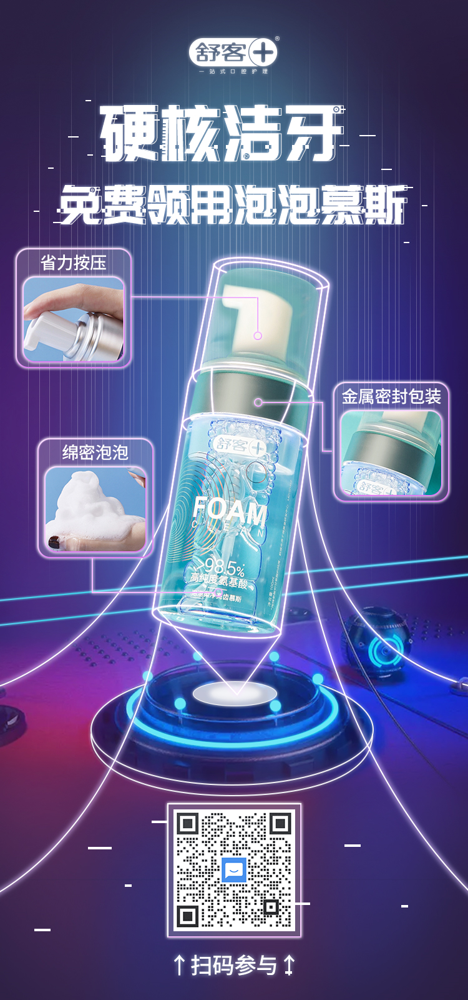 舒客+®
一站式口腔护理
硬核洁牙
免费领用泡泡慕斯
省力按压
金属密封包装
舒客+
绵密泡泡
舒客+
FOAM
CLEAN
>98.5%
高纯度氨基酸
↑扫码参与↕